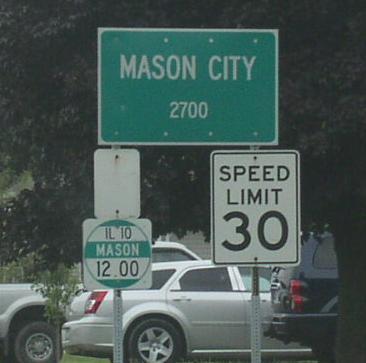 MASON CITY
2700
SPEED
LIMIT
30
IL 10
MASON
12.00